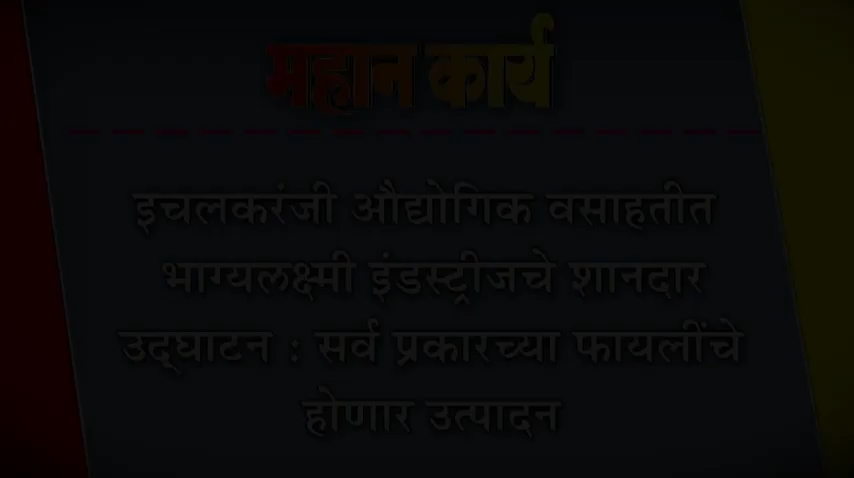 महान कार्य
इचलकरंजी औद्योगिक वसाहतीत
भाग्यलक्ष्मी इंडस्ट्रीजचे शानदार
उद्घाटन : सर्व प्रकारच्या फायलींचे
होणार उत्पादन